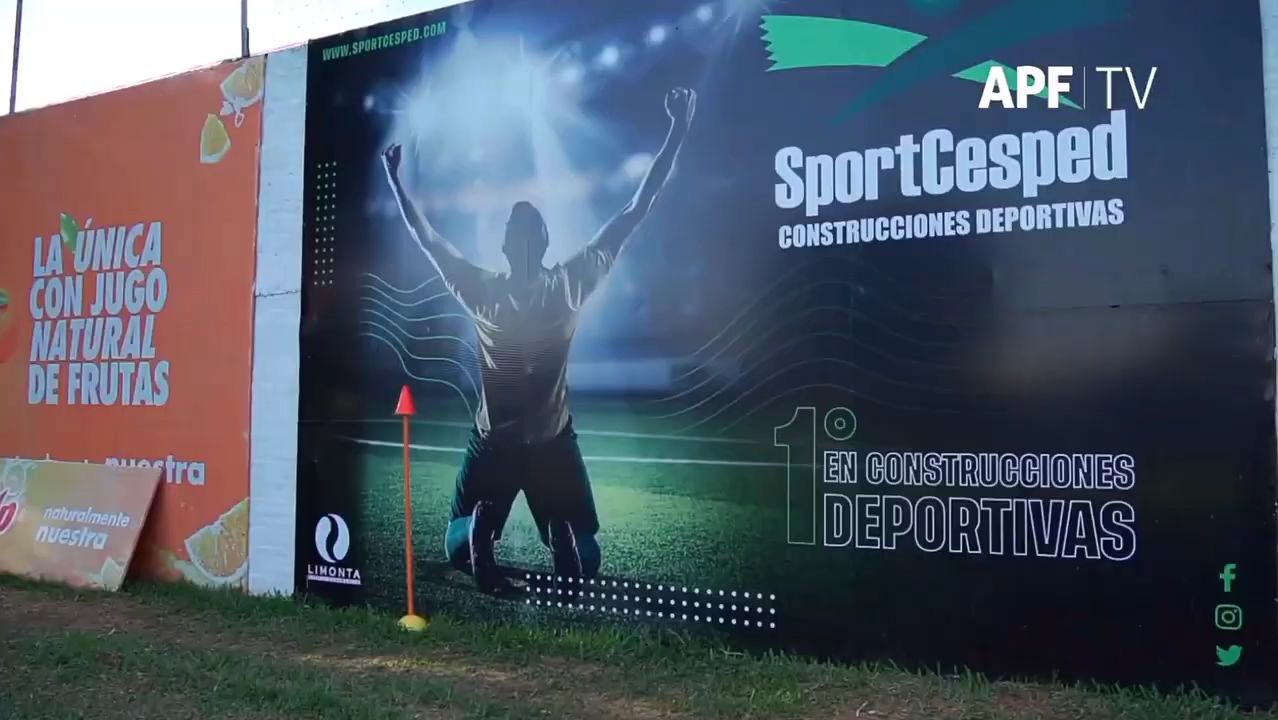 WWW.SPORTCESPED.COM
APF TV
SportCesped
CONSTRUCCIONES DEPORTIVAS
LA ÚNICA
CON JUGO
NATURAL
DE FRUTAS
nuestra
naturalmente
nuestra
1°
EN CONSTRUCCIONES
DEPORTIVAS
LIMONTA